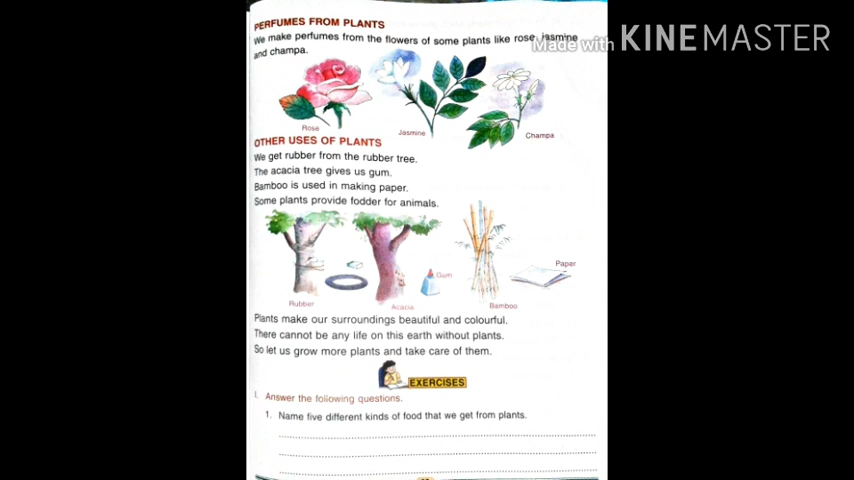 PERFUMES FROM PLANTS
We make perfumes from the flowers of some plants like rose, jasmine
and champa.
Made with KINEMASTER
Rose
Jasmine
Champa
OTHER USES OF PLANTS
We get rubber from the rubber tree.
The acacia tree gives us gum.
Bamboo is used in making paper.
Some plants provide fodder for animals.
Paper
Gum
Rubber
Acacia
Bamboo
Plants make our surroundings beautiful and colourful.
There cannot be any life on this earth without plants.
So let us grow more plants and take care of them.
EXERCISES
I. Answer the following questions.
1. Name five different kinds of food that we get from plants.